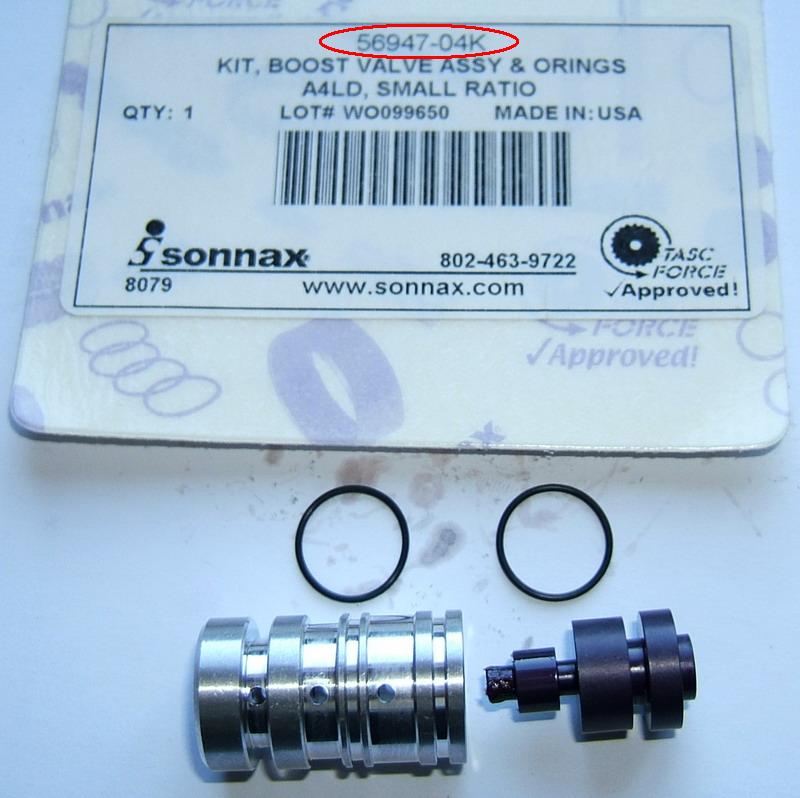 FORCE
56947-04K
KIT, BOOST VALVE ASSY & ORINGS
A4LD, SMALL RATIO
QTY: 1 LOT# WO099650 MADE IN: USA
sonnax
802-463-9722
TASC
FORCE
8079
www.sonnax.com
✓Approved!
FORCE
✓Approved!